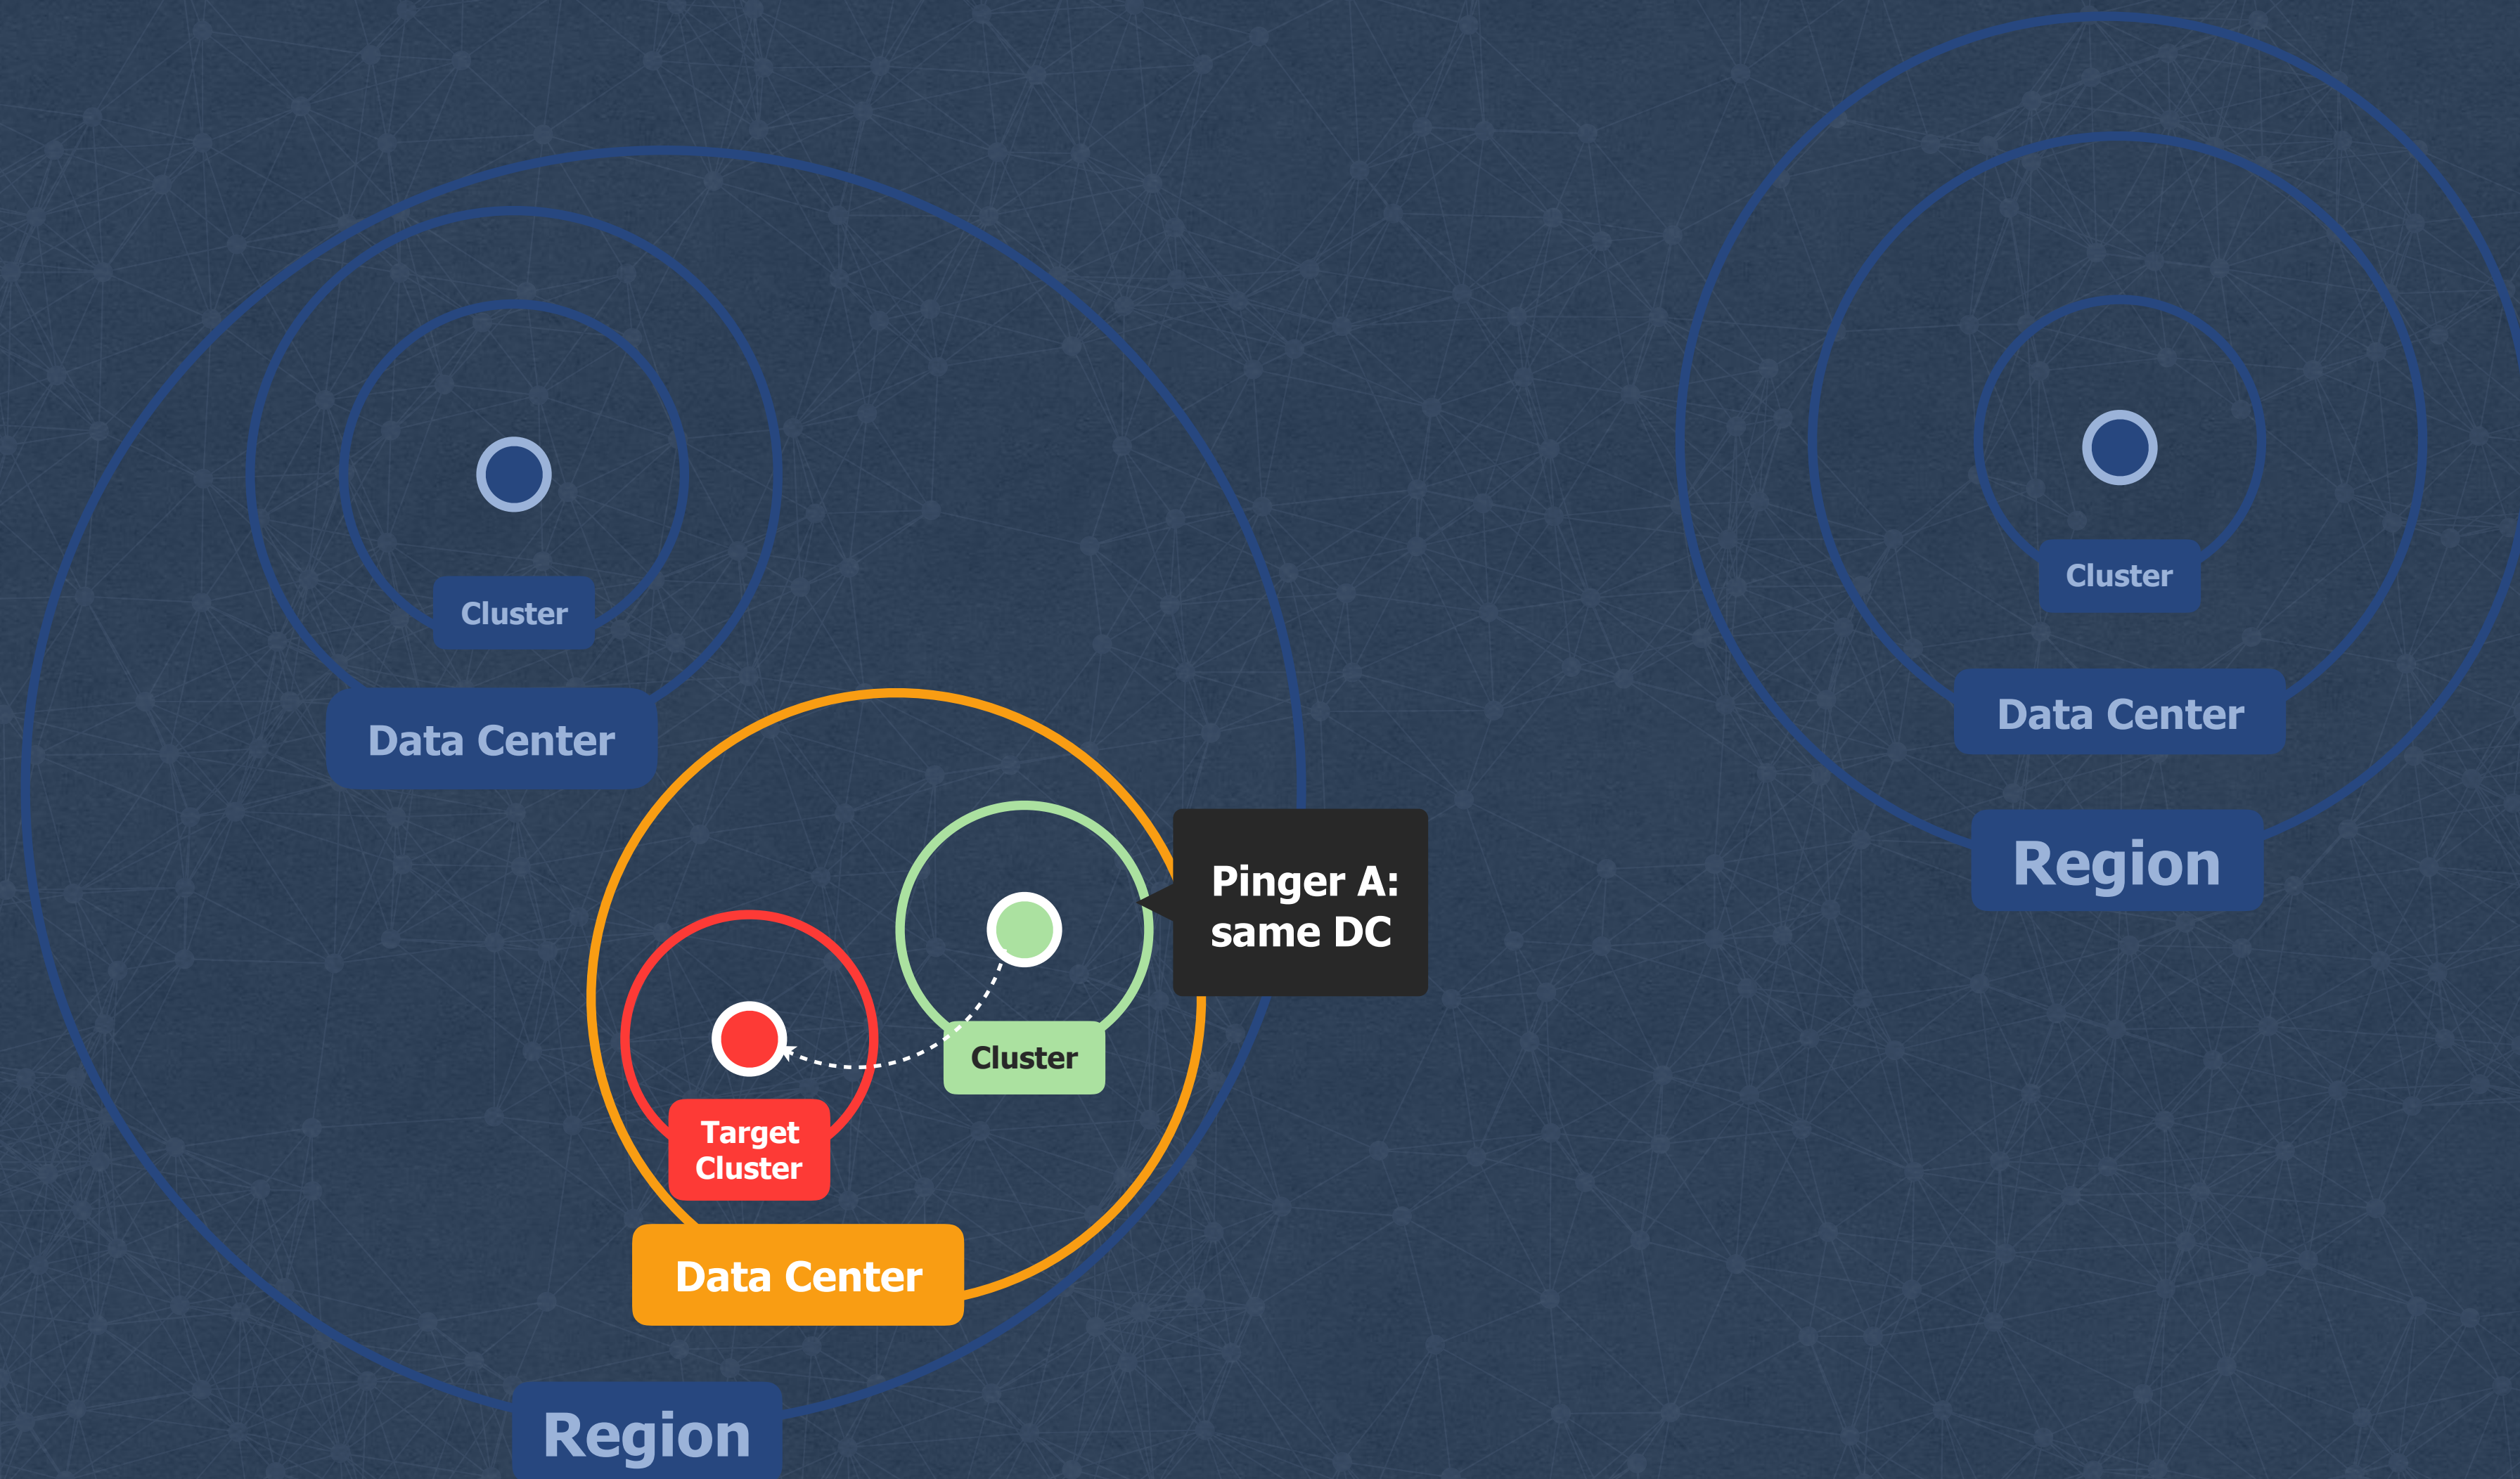 Cluster
Data Center
Cluster
Data Center
Region
Pinger A:
same DC
Cluster
Target
Cluster
Data Center
Region